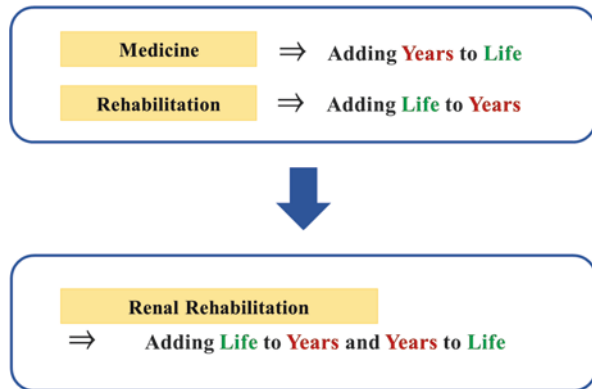 Medicine ⇒ Adding Years to Life
Rehabilitation ⇒ Adding Life to Years
Renal Rehabilitation
⇒ Adding Life to Years and Years to Life